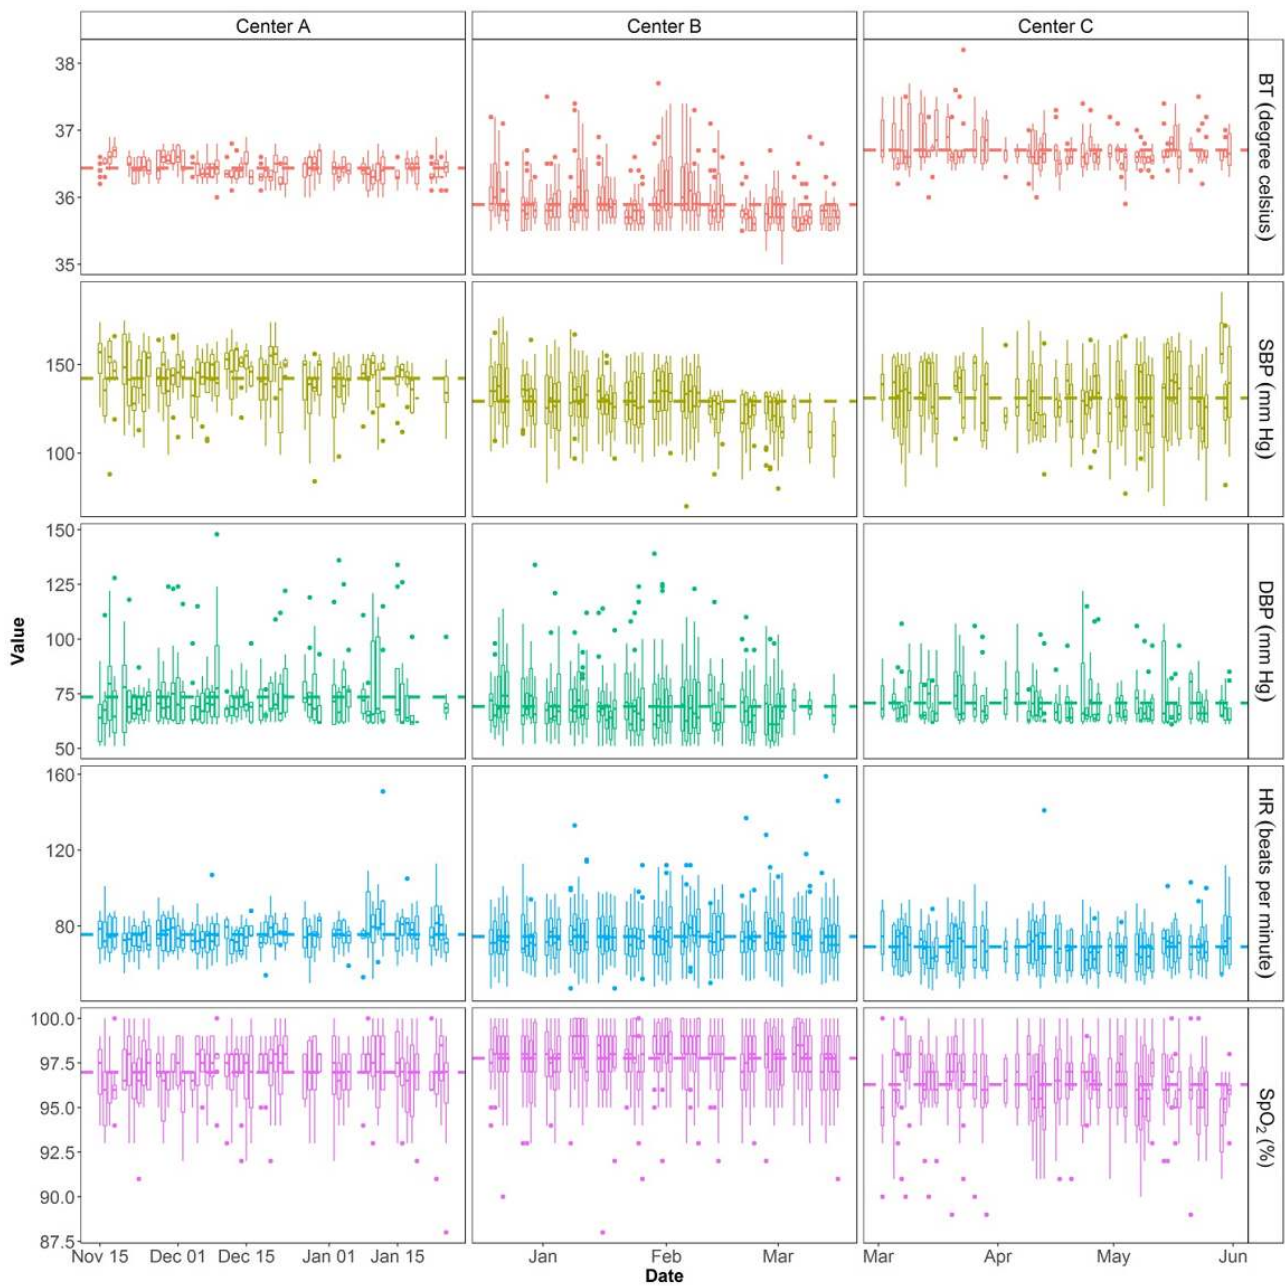 Center A
Center B
Center C
38
37
36
35
BT (degree celsius)
150
100
SBP (mm Hg)
150
125
100
75
50
DBP (mm Hg)
160
120
80
HR (beats per minute)
100.0
97.5
95.0
92.5
90.0
87.5
SpO₂ (%)
Value
Nov 15 Dec 01 Dec 15 Jan 01 Jan 15
Jan Feb Mar
Mar Apr May Jun
Date